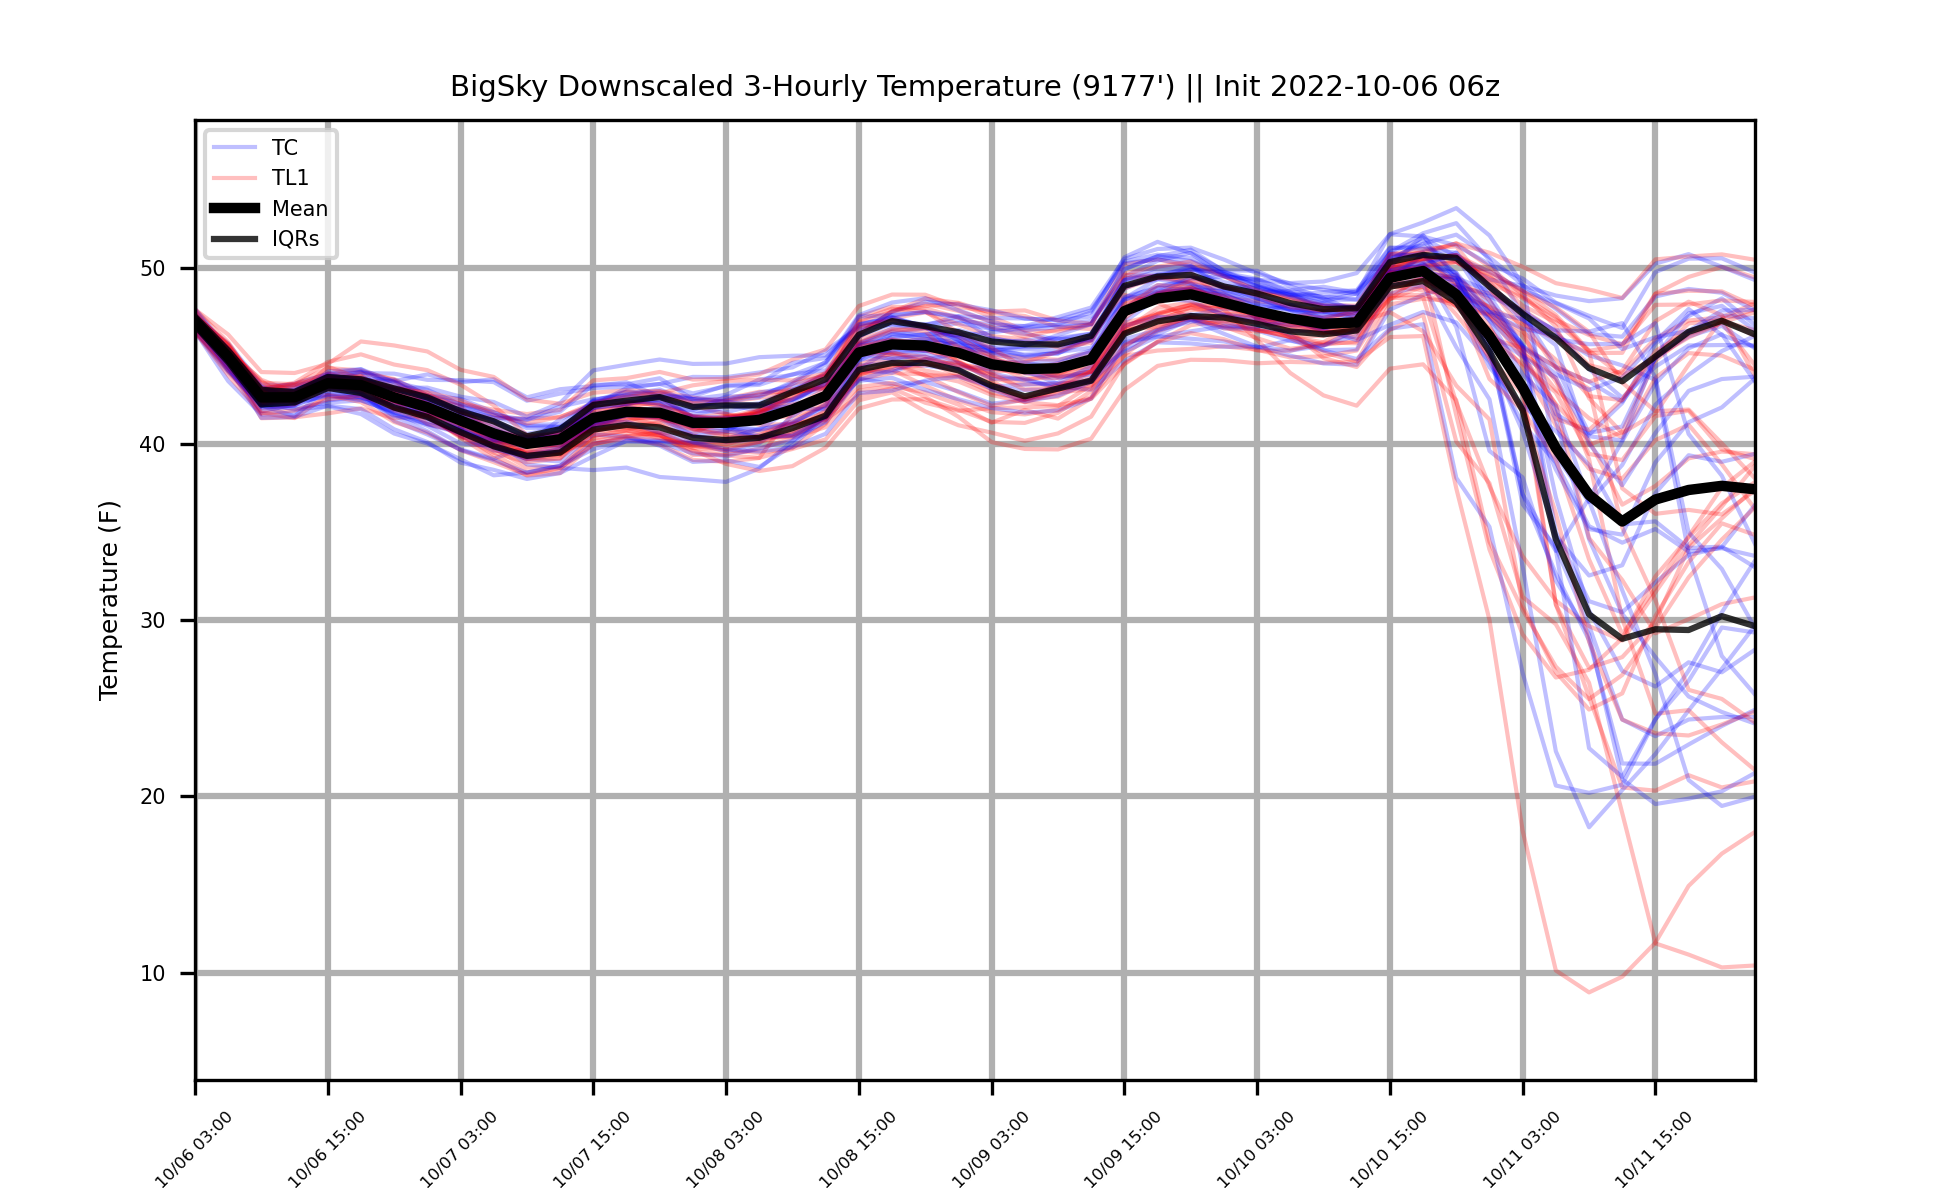 BigSky Downscaled 3-Hourly Temperature (9177') || Init 2022-10-06 06z
TC
TL1
Mean
IQRs
Temperature (F)
50
40
30
20
10
10/06 03:00
10/06 15:00
10/07 03:00
10/07 15:00
10/08 03:00
10/08 15:00
10/09 03:00
10/09 15:00
10/10 03:00
10/10 15:00
10/11 03:00
10/11 15:00